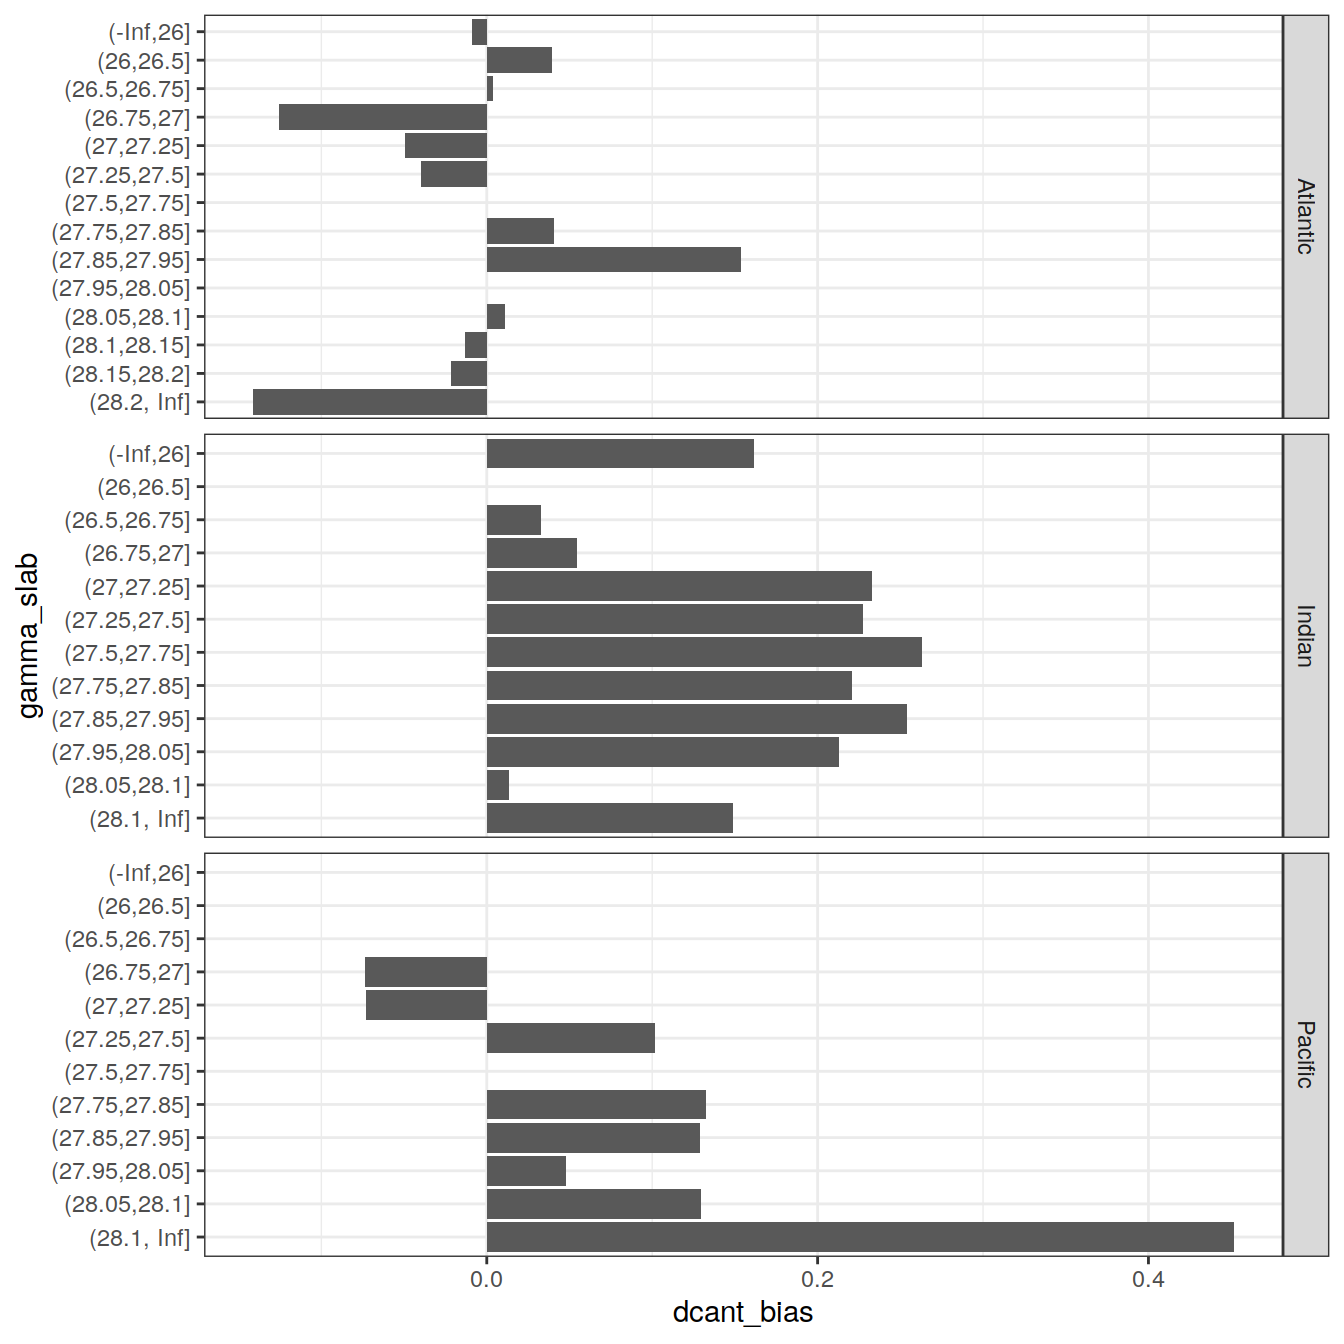 (-Inf,26]
(26,26.5]
(26.5,26.75]
(26.75,27]
(27,27.25]
(27.25,27.5]
(27.5,27.75]
(27.75,27.85]
(27.85,27.95]
(27.95,28.05]
(28.05,28.1]
(28.1,28.15]
(28.15,28.2]
(28.2, Inf]
Atlantic
(-Inf,26]
(26,26.5]
(26.5,26.75]
(26.75,27]
(27,27.25]
(27.25,27.5]
(27.5,27.75]
(27.75,27.85]
(27.85,27.95]
(27.95,28.05]
(28.05,28.1]
(28.1, Inf]
Indian
gamma_slab
(-Inf,26]
(26,26.5]
(26.5,26.75]
(26.75,27]
(27,27.25]
(27.25,27.5]
(27.5,27.75]
(27.75,27.85]
(27.85,27.95]
(27.95,28.05]
(28.05,28.1]
(28.1, Inf]
Pacific
0.0 0.2 0.4
dcant_bias